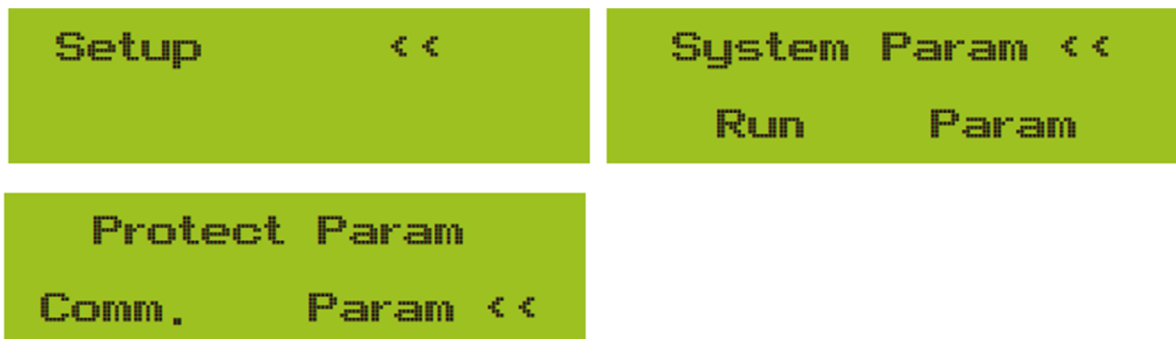 Setup <<
System Param <<
Run Param
Protect Param
Comm. Param <<